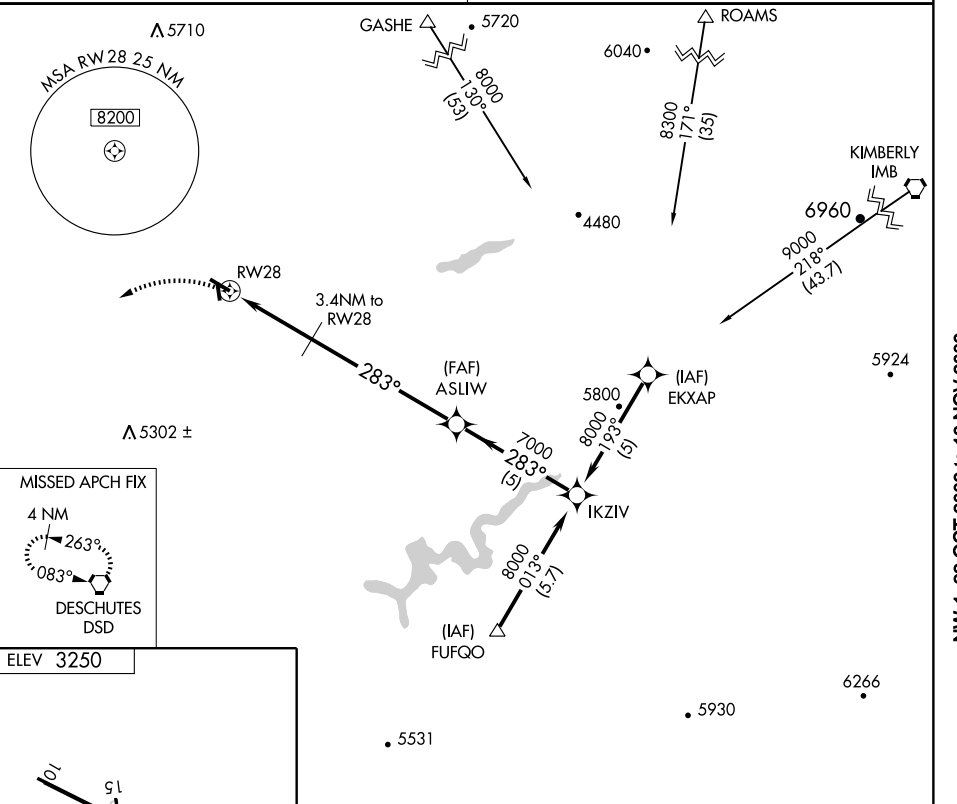 5710
MSA RW 28 25 NM
8200
GASHE
5720
8000
130°
(53)
ROAMS
6040
8300
171°
(35)
KIMBERLY
IMB
6960
9000
218°
(43.7)
4480
RW28
3.4NM to
RW28
283°
(FAF)
ASLIW
5924
(IAF)
EKXAP
5800
8000
193°
(5)
5302 ±
7000
283°
(5)
IKZIV
MISSED APCH FIX
4 NM
263°
083°
DESCHUTES
DSD
8000
013°
(5.7)
(IAF)
FUFQO
ELEV 3250
6266
5930
5531
10
15